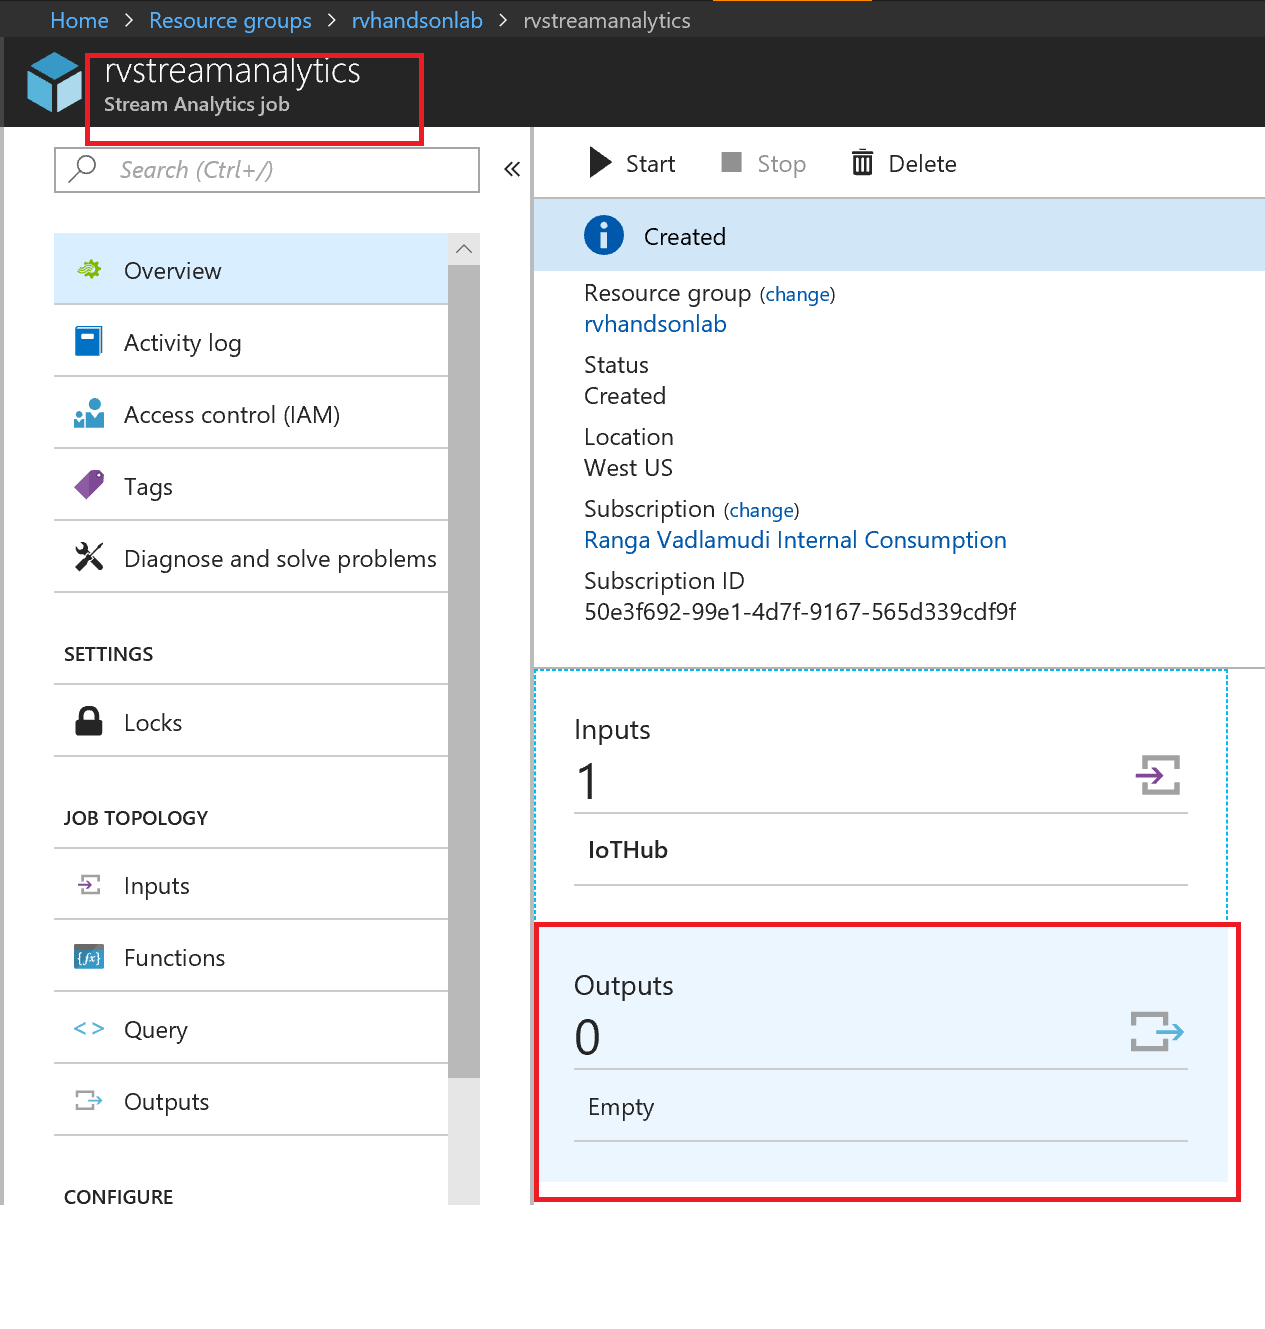 Home > Resource groups > rvhandsonlab > rvstreamanalytics
rvstreamanalytics
Stream Analytics job
Search (Ctrl+/)
«
Overview
Activity log
Access control (IAM)
Tags
Diagnose and solve problems
SETTINGS
Locks
JOB TOPOLOGY
Inputs
Functions
Query
Outputs
CONFIGURE
Start Stop Delete
Created
Resource group (change)
rvhandsonlab
Status
Created
Location
West US
Subscription (change)
Ranga Vadlamudi Internal Consumption
Subscription ID
50e3f692-99e1-4d7f-9167-565d339cdf9f
Inputs
1
IoTHub
Outputs
0
Empty